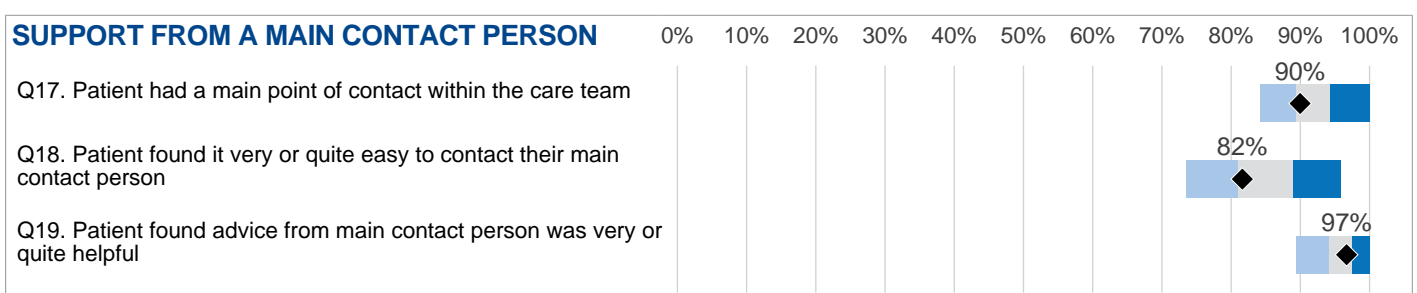 SUPPORT FROM A MAIN CONTACT PERSON 0% 10% 20% 30% 40% 50% 60% 70% 80% 90% 100%
90%
Q17. Patient had a main point of contact within the care team
82%
Q18. Patient found it very or quite easy to contact their main
contact person
97%
Q19. Patient found advice from main contact person was very or
quite helpful